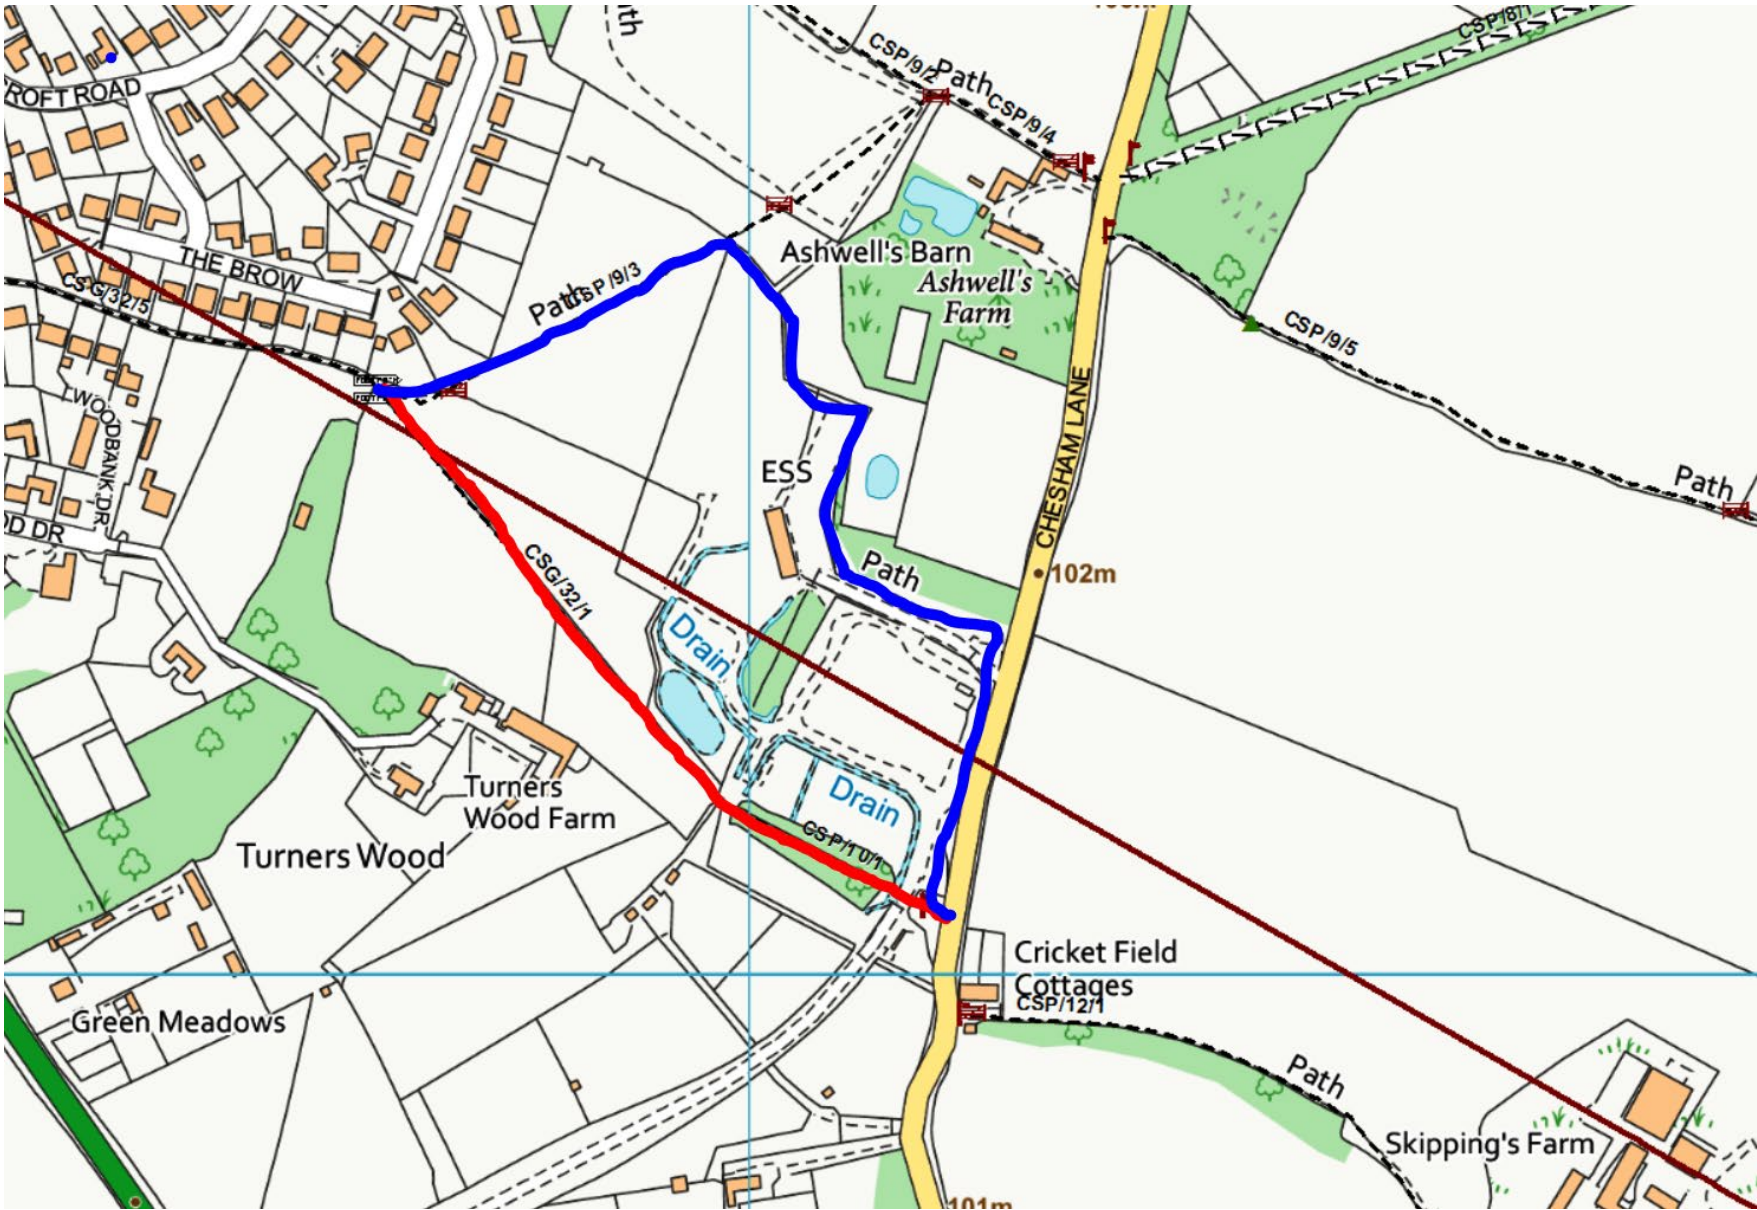 CSP/8/1
CSP/9/2
Path
CSP/9/4
ROFT ROAD
THE BROW
CSG/32/5
Ashwell's Barn
Ashwell's
Farm
Path
CSP/9/3
CSP/9/5
CHESHAM LANE
WOODBANK DR
OD DR
ESS
Path
Path
102m
CSG/32/1
Drain
Drain
Turners
Wood Farm
CSP/10/1
Turners Wood
Cricket Field
Cottages
CSP/12/1
Green Meadows
Path
Skipping's Farm
101m